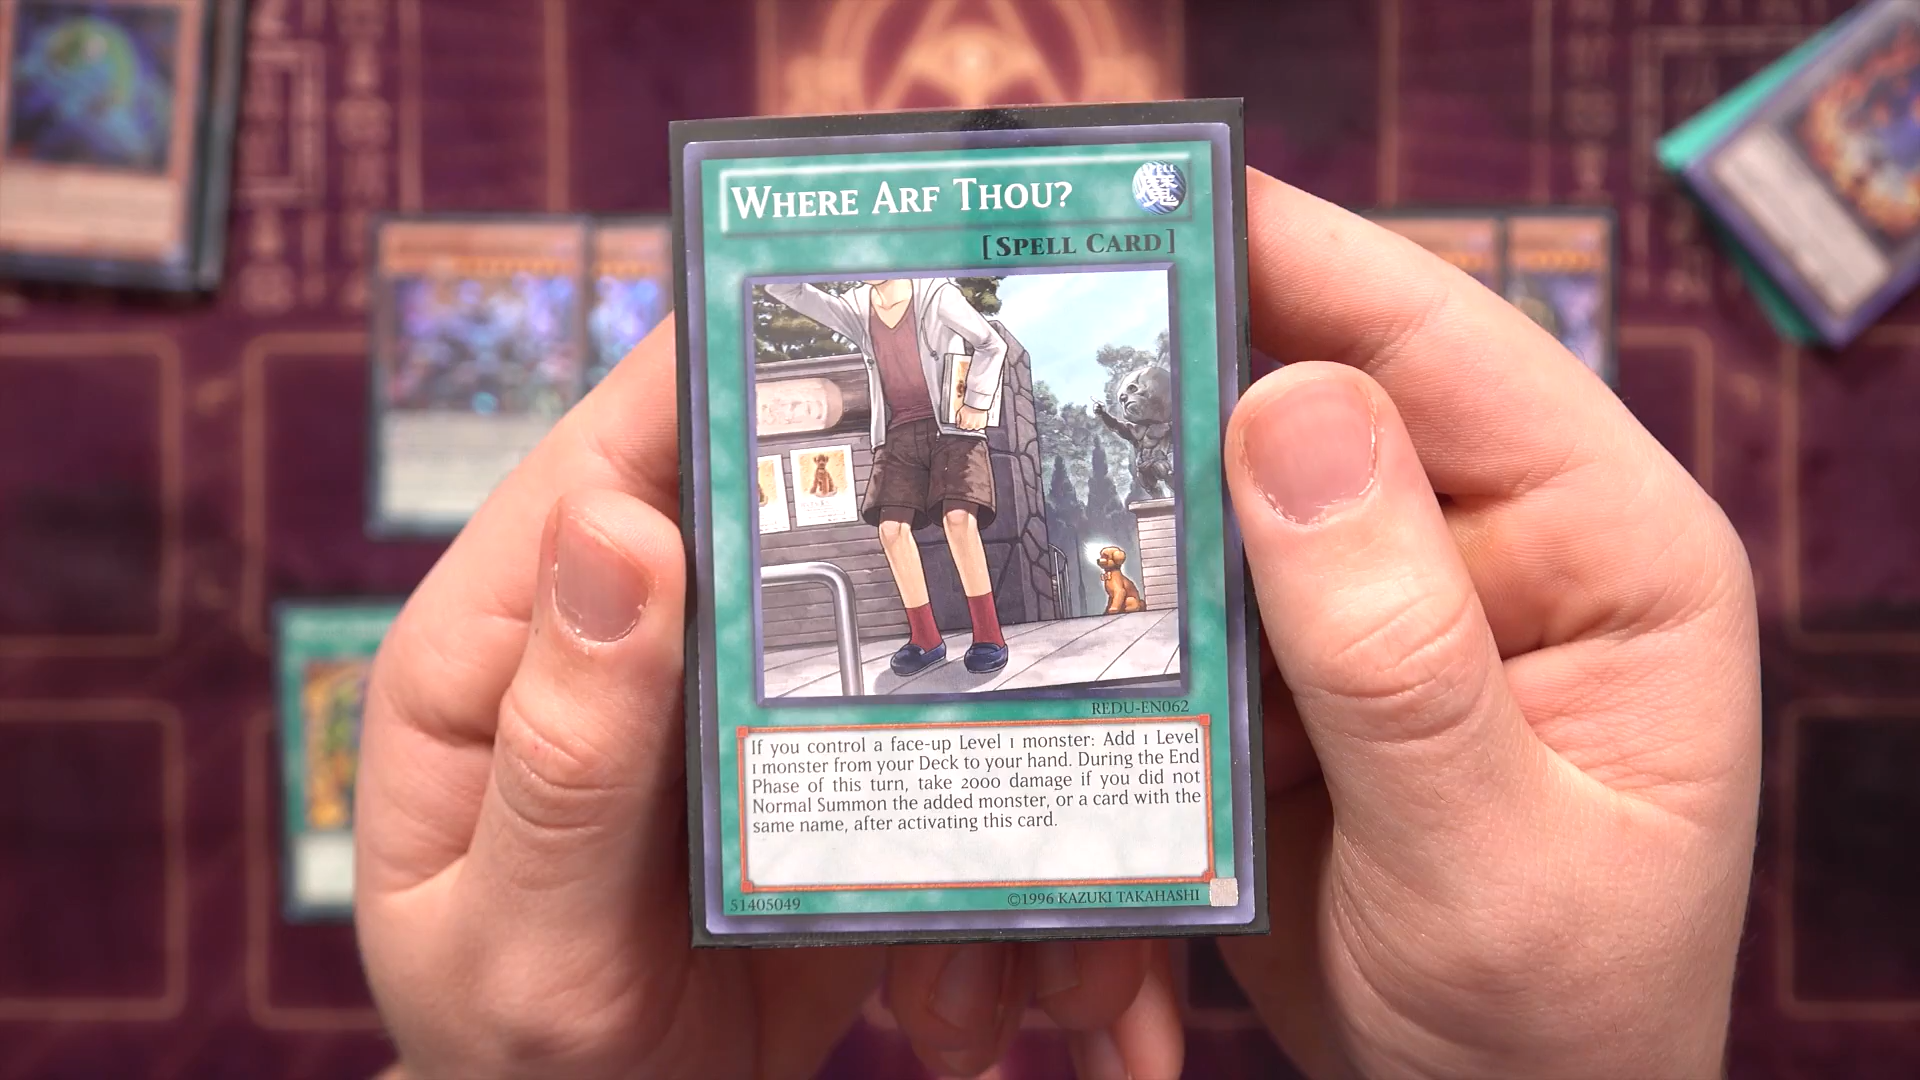 WHERE ARF THOU?
SPELL
魔
[SPELL CARD]
REDU-EN062
If you control a face-up Level 1 monster: Add 1 Level
1 monster from your Deck to your hand. During the End
Phase of this turn, take 2000 damage if you did not
Normal Summon the added monster, or a card with the
same name, after activating this card.
51405049
©1996 KAZUKI TAKAHASHI